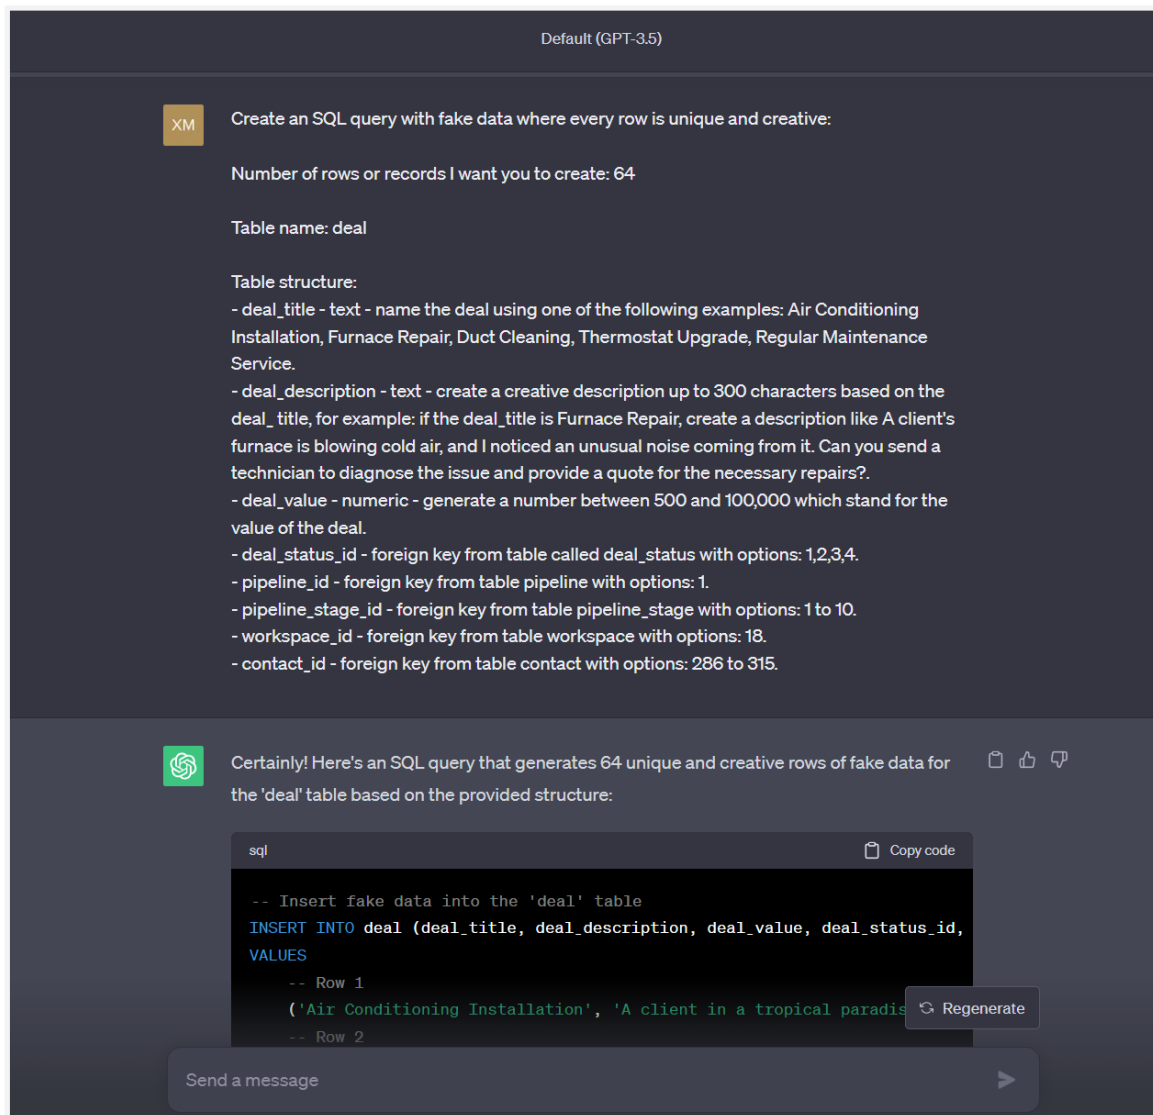 Default (GPT-3.5)
XM
Create an SQL query with fake data where every row is unique and creative:
Number of rows or records I want you to create: 64
Table name: deal
Table structure:
- deal_title - text - name the deal using one of the following examples: Air Conditioning
Installation, Furnace Repair, Duct Cleaning, Thermostat Upgrade, Regular Maintenance
Service.
- deal_description - text - create a creative description up to 300 characters based on the
deal_ title, for example: if the deal_title is Furnace Repair, create a description like A client's
furnace is blowing cold air, and I noticed an unusual noise coming from it. Can you send a
technician to diagnose the issue and provide a quote for the necessary repairs?.
- deal_value - numeric - generate a number between 500 and 100,000 which stand for the
value of the deal.
- deal_status_id - foreign key from table called deal_status with options: 1,2,3,4.
- pipeline_id - foreign key from table pipeline with options: 1.
- pipeline_stage_id - foreign key from table pipeline_stage with options: 1 to 10.
- workspace_id - foreign key from table workspace with options: 18.
- contact_id - foreign key from table contact with options: 286 to 315.
Certainly! Here's an SQL query that generates 64 unique and creative rows of fake data for
the 'deal' table based on the provided structure:
sql Copy code
-- Insert fake data into the 'deal' table
INSERT INTO deal (deal_title, deal_description, deal_value, deal_status_id,
VALUES
-- Row 1
('Air Conditioning Installation', 'A client in a tropical paradis
Regenerate
-- Row 2
Send a message